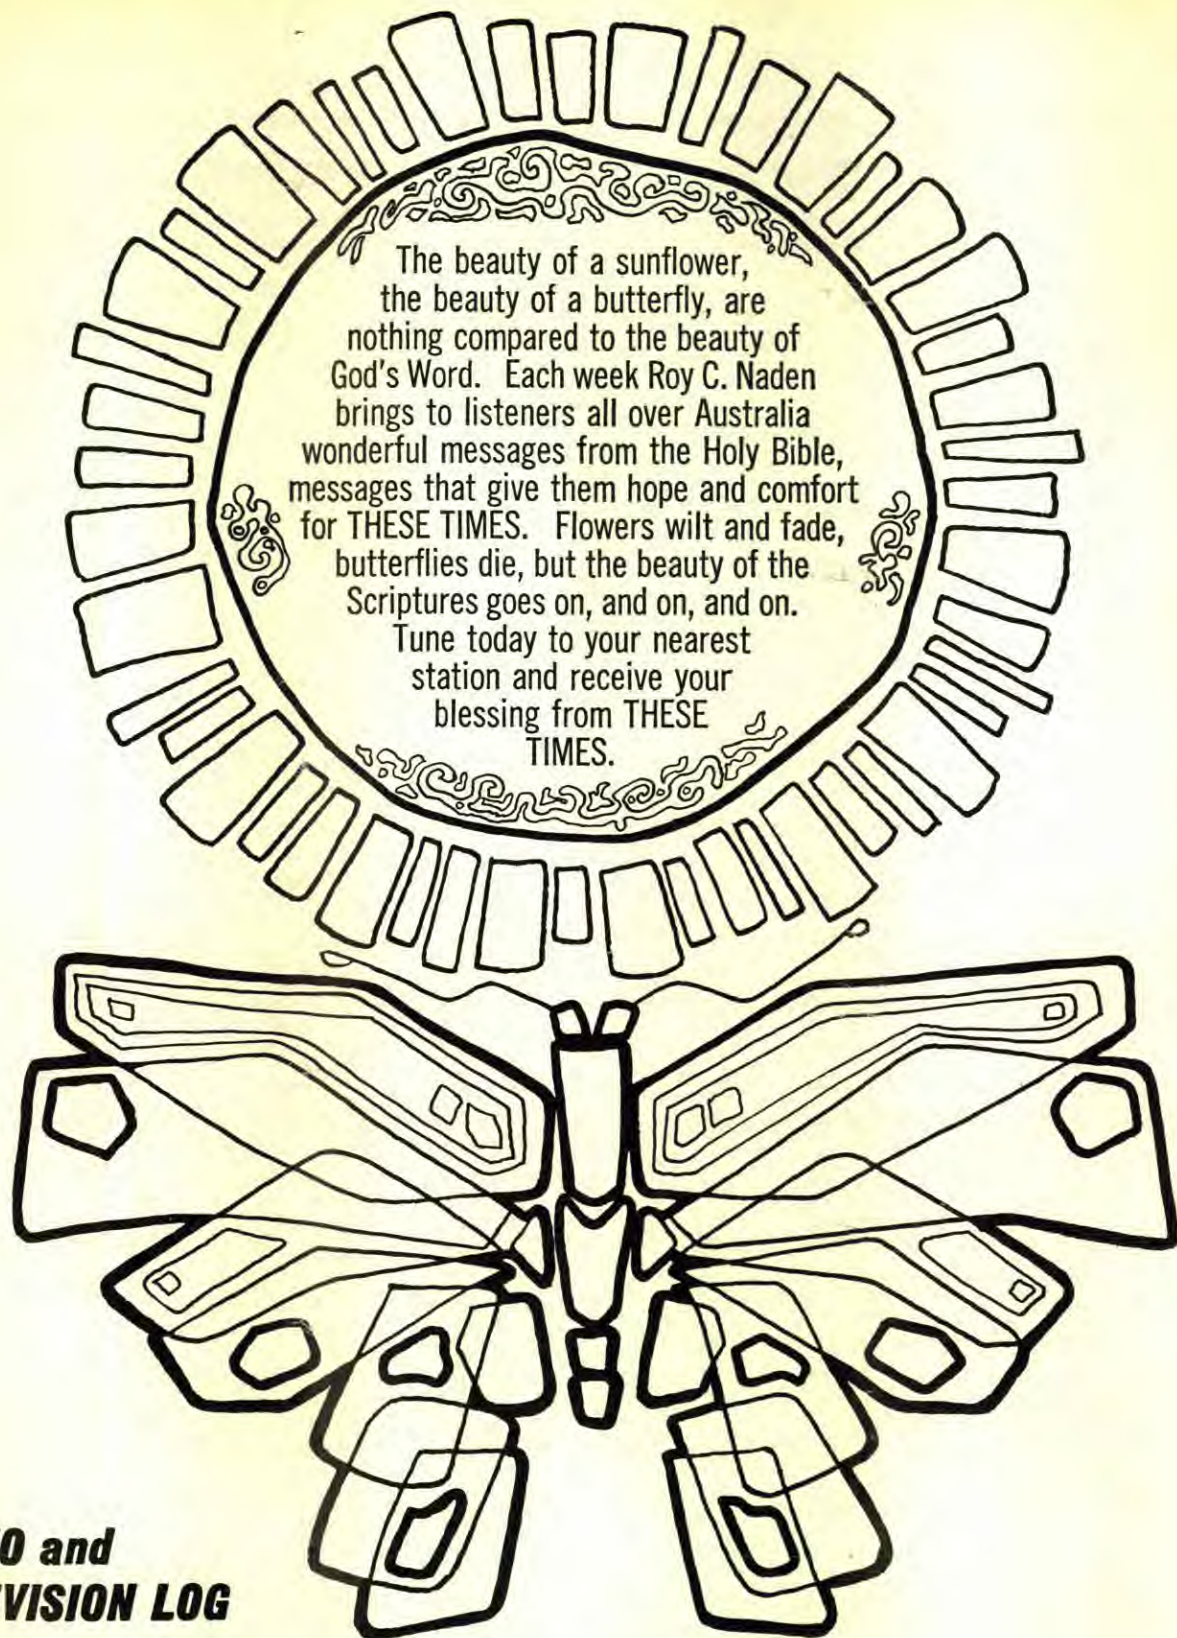 The beauty of a sunflower,
the beauty of a butterfly, are
nothing compared to the beauty of
God's Word. Each week Roy C. Naden
brings to listeners all over Australia
wonderful messages from the Holy Bible,
messages that give them hope and comfort
for THESE TIMES. Flowers wilt and fade,
butterflies die, but the beauty of the
Scriptures goes on, and on, and on.
Tune today to your nearest
station and receive your
blessing from THESE
TIMES.
O and
VISION LOG